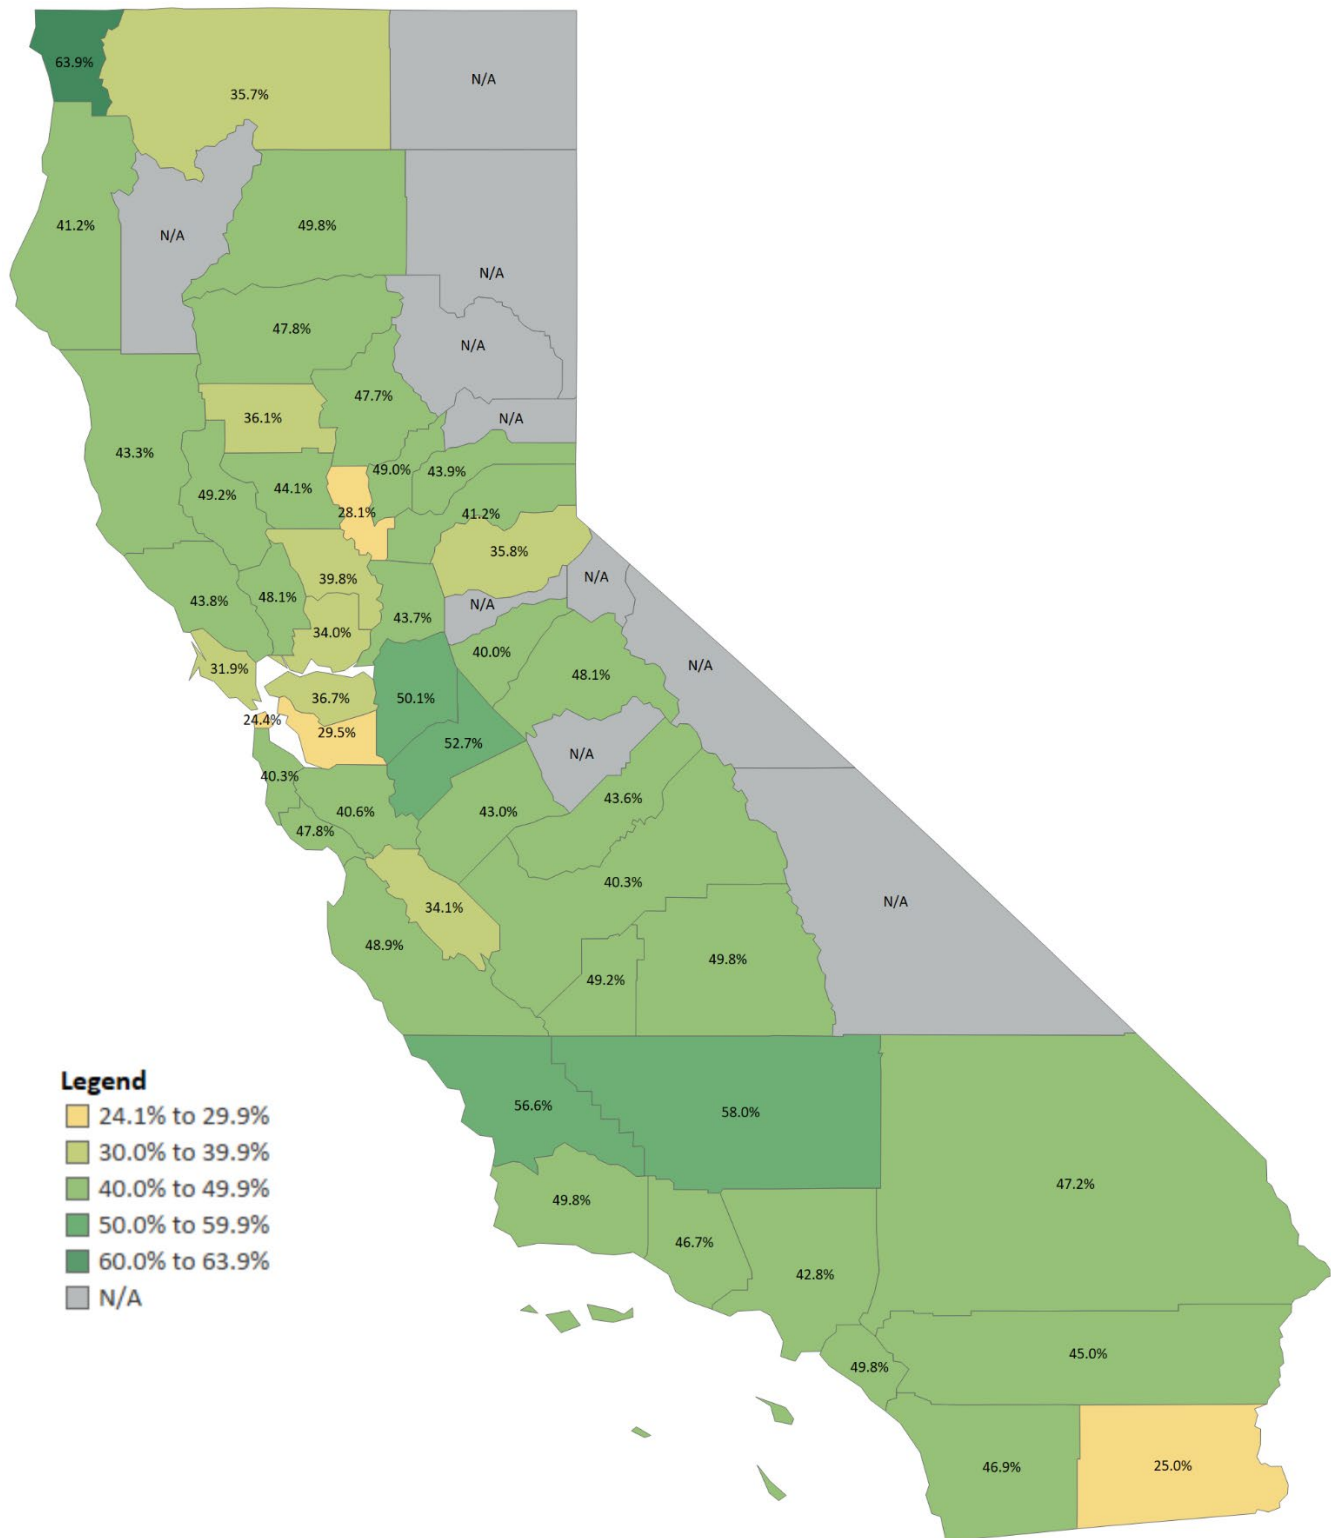 63.9%
N/A
35.7%
41.2%
N/A
49.8%
N/A
47.8%
N/A
47.7%
36.1%
N/A
43.3%
49.0%
43.9%
49.2%
44.1%
28.1%
41.2%
35.8%
39.8%
N/A
43.8%
48.1%
N/A
43.7%
34.0%
40.0%
31.9%
N/A
48.1%
36.7%
50.1%
24.4%
29.5%
52.7%
N/A
40.3%
43.6%
40.6%
43.0%
47.8%
40.3%
34.1%
N/A
48.9%
49.8%
49.2%
Legend
24.1% to 29.9%
30.0% to 39.9%
40.0% to 49.9%
50.0% to 59.9%
60.0% to 63.9%
N/A
56.6%
58.0%
47.2%
49.8%
46.7%
42.8%
45.0%
49.8%
46.9%
25.0%